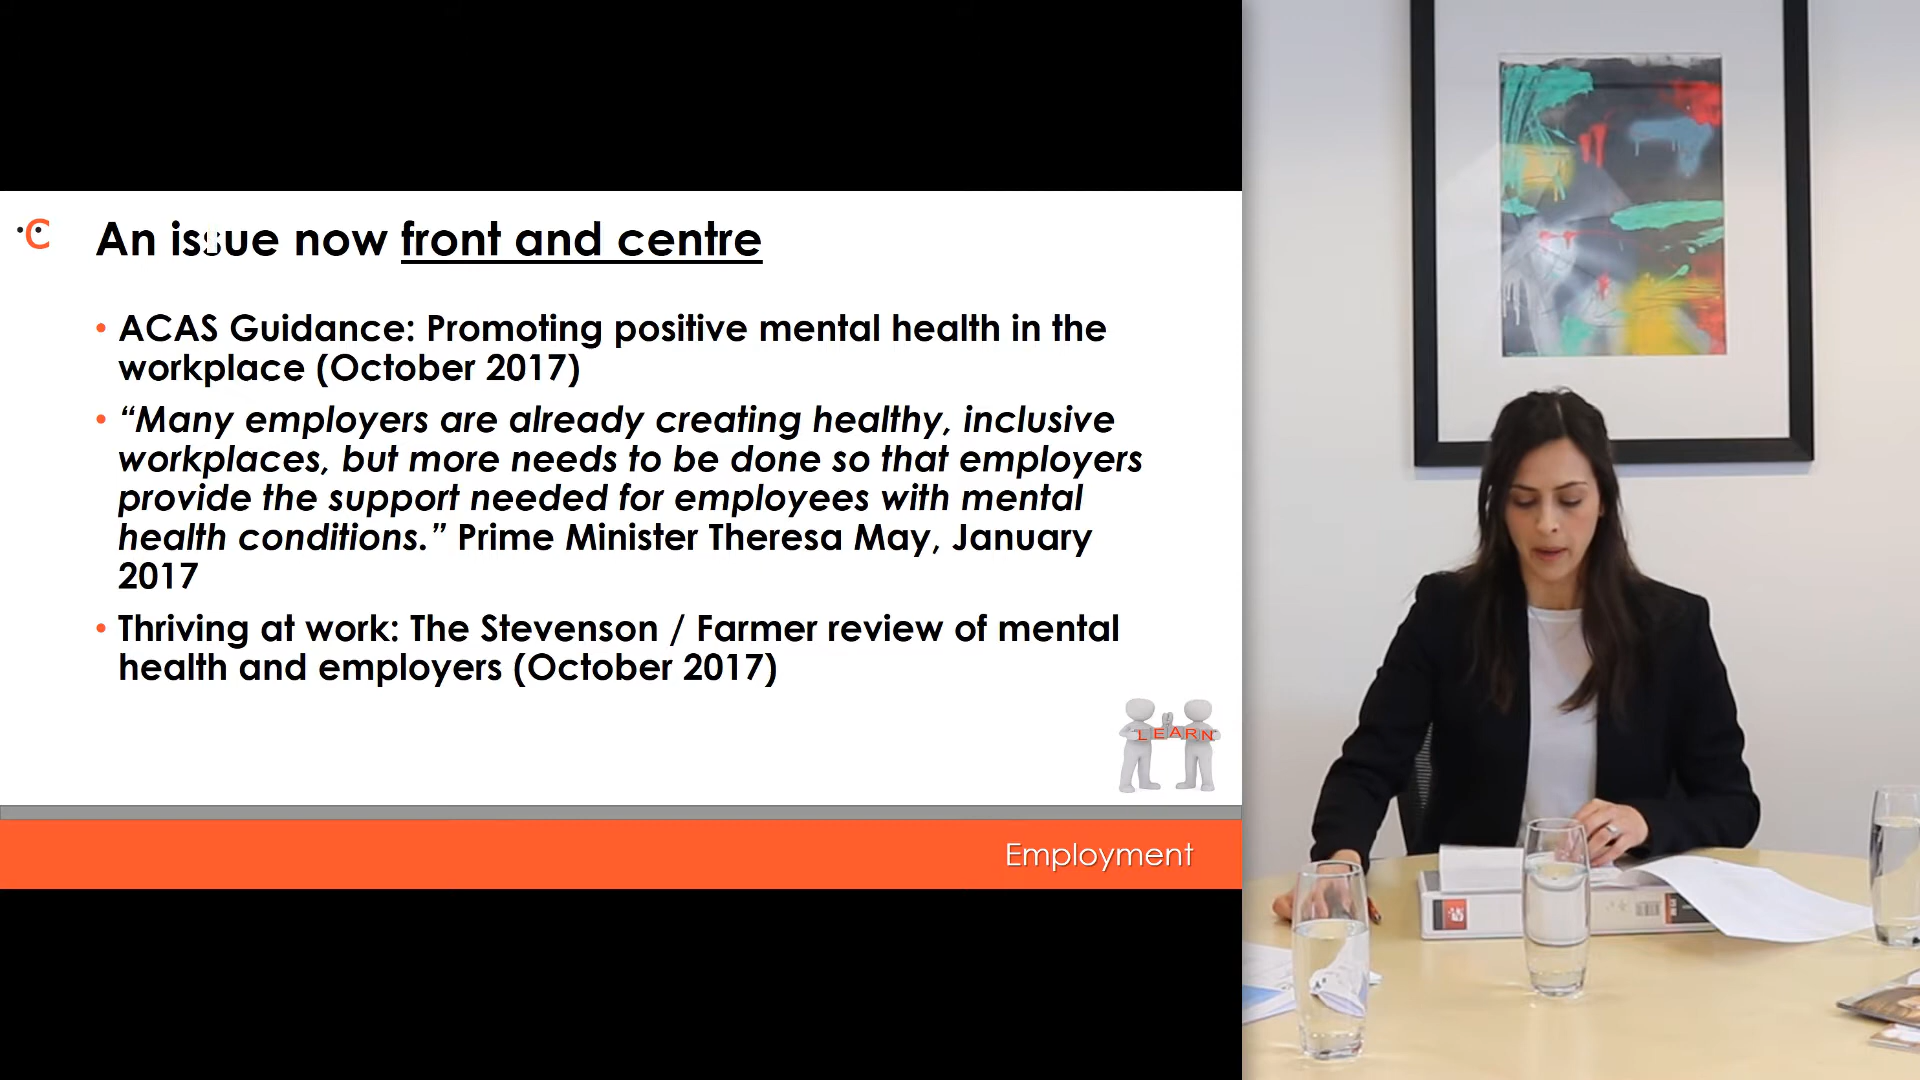 An issue now front and centre
• ACAS Guidance: Promoting positive mental health in the
workplace (October 2017)
• “Many employers are already creating healthy, inclusive
workplaces, but more needs to be done so that employers
provide the support needed for employees with mental
health conditions.” Prime Minister Theresa May, January
2017
• Thriving at work: The Stevenson / Farmer review of mental
health and employers (October 2017)
LEARN
Employment